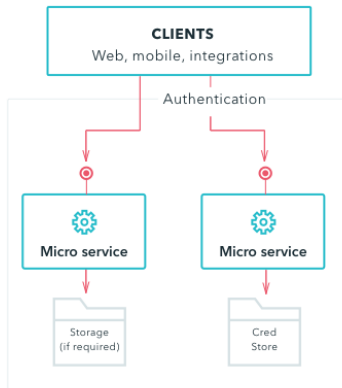 CLIENTS
Web, mobile, integrations
Authentication
Micro service
Micro service
Storage
(if required)
Cred
Store